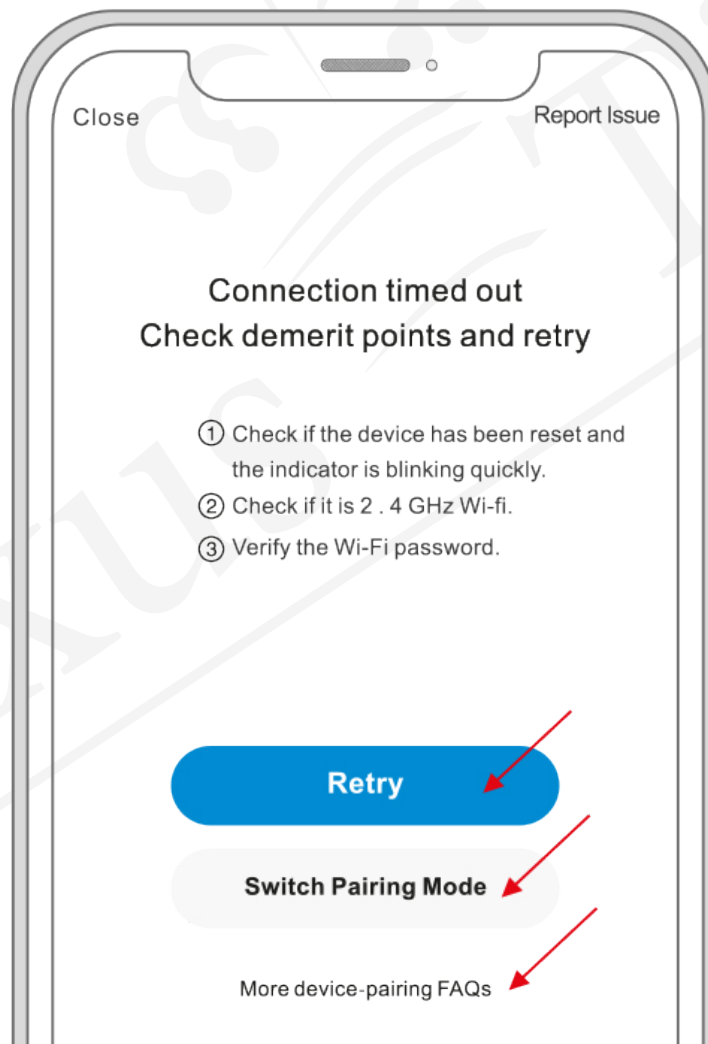 Close
Report Issue
Connection timed out
Check demerit points and retry
① Check if the device has been reset and
the indicator is blinking quickly.
② Check if it is 2 . 4 GHz Wi-fi.
③ Verify the Wi-Fi password.
Retry
Switch Pairing Mode
More device-pairing FAQs